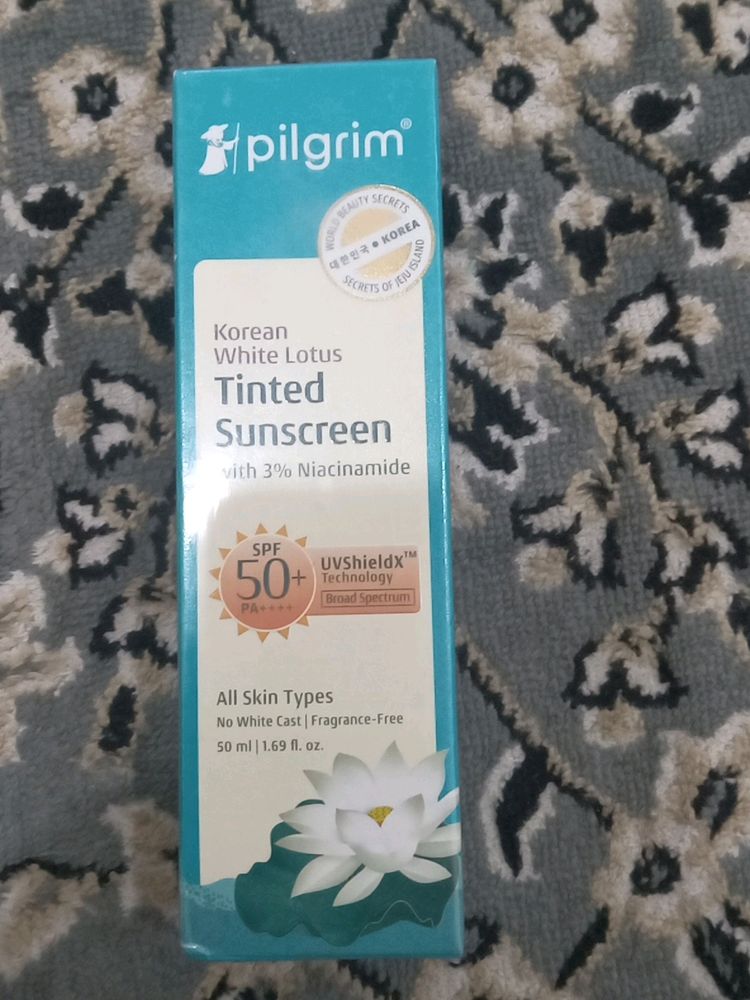 pilgrim®
WORLD BEAUTY SECRETS
대한민국 • KOREA
SECRETS OF JEJU ISLAND
Korean
White Lotus
Tinted
Sunscreen
with 3% Niacinamide
SPF
50+
PA++++
UVShieldX™
Technology
Broad Spectrum
All Skin Types
No White Cast | Fragrance-Free
50 ml | 1.69 fl. oz.